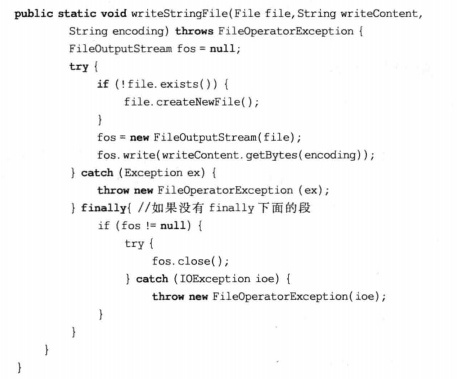 public static void writeStringFile(File file,String writeContent,
String encoding) throws FileOperatorException {
FileOutputStream fos = null;
try {
if (!file.exists()) {
file.createNewFile();
}
fos = new FileOutputStream(file);
fos.write(writeContent.getBytes(encoding));
} catch (Exception ex) {
throw new FileOperatorException (ex);
} finally{ //如果没有 finally 下面的段
if (fos != null) {
try {
fos.close();
} catch (IOException ioe) {
throw new FileOperatorException(ioe);
}
}
}
}